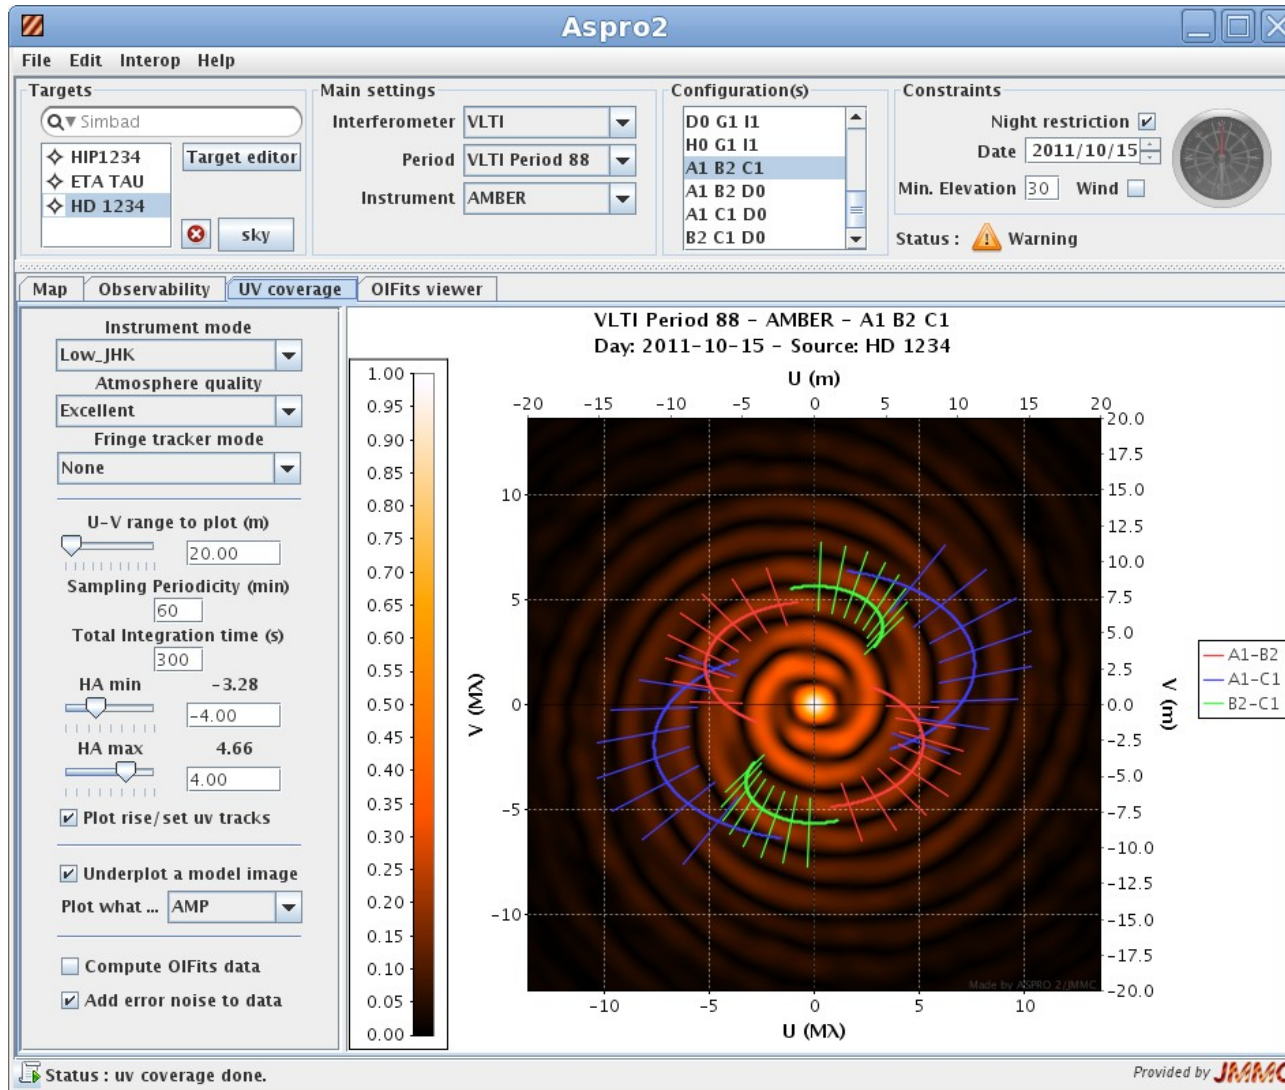 Aspro2
File Edit Interop Help
Targets
Simbad
HIP1234
ETA TAU
HD 1234
Target editor
sky
Main settings
Interferometer VLTI
Period VLTI Period 88
Instrument AMBER
Configuration(s)
D0 G1 I1
H0 G1 I1
A1 B2 C1
A1 B2 D0
A1 C1 D0
B2 C1 D0
Constraints
Night restriction
Date 2011/10/15
Min. Elevation 30 Wind
Status : Warning
Map Observability UV coverage OIFits viewer
Instrument mode
Low_JHK
Atmosphere quality
Excellent
Fringe tracker mode
None
U-V range to plot (m)
20.00
Sampling Periodicity (min)
60
Total Integration time (s)
300
HA min -3.28
-4.00
HA max 4.66
4.00
Plot rise/set uv tracks
Underplot a model image
Plot what ... AMP
Compute OIFits data
Add error noise to data
VLTI Period 88 - AMBER - A1 B2 C1
Day: 2011-10-15 - Source: HD 1234
1.00
0.95
0.90
0.85
0.80
0.75
0.70
0.65
0.60
0.55
0.50
0.45
0.40
0.35
0.30
0.25
0.20
0.15
0.10
0.05
0.00
U (m)
-20 -15 -10 -5 0 5 10 15 20
V (Mλ)
10
5
0
-5
-10
20.0
17.5
15.0
12.5
10.0
7.5
5.0
2.5
0.0
-2.5
-5.0
-7.5
-10.0
-12.5
-15.0
-17.5
-20.0
V (m)
Made by ASPRO 2/JMMC
-10 -5 0 5 10
U (Mλ)
A1-B2
A1-C1
B2-C1
Status : uv coverage done.
Provided by JMMC